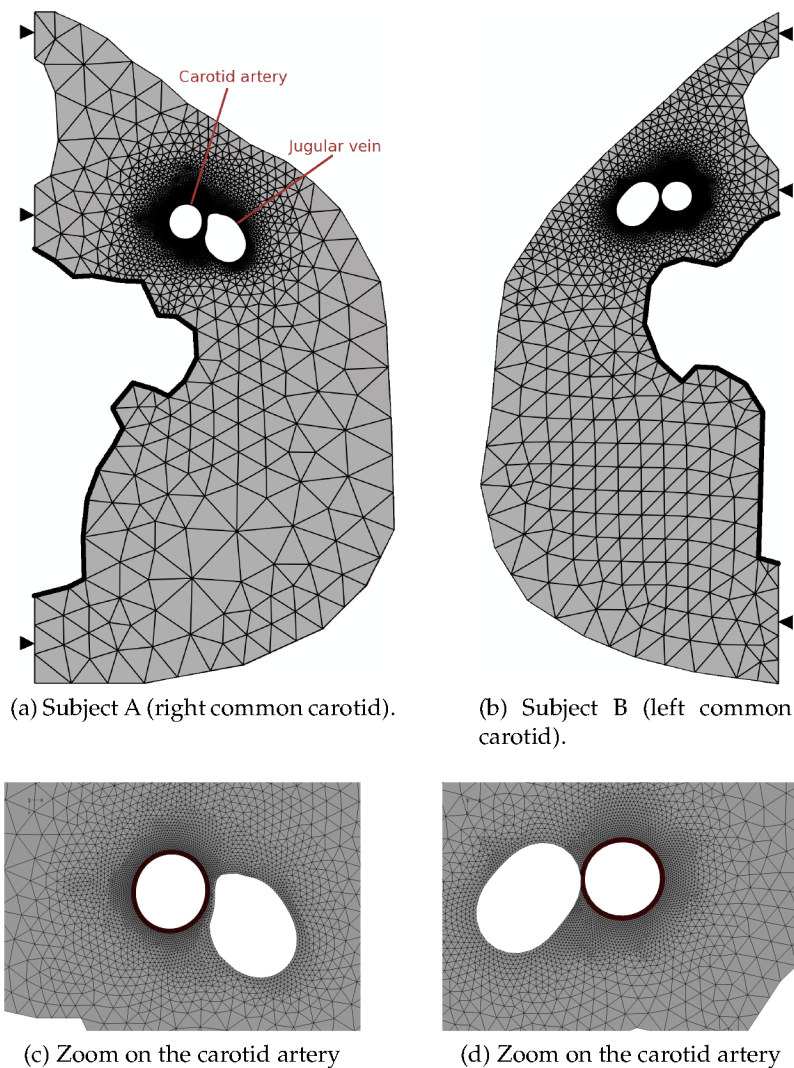 Carotid artery
Jugular vein
(a) Subject A (right common carotid).
(b) Subject B (left common
carotid).
(c) Zoom on the carotid artery
(d) Zoom on the carotid artery